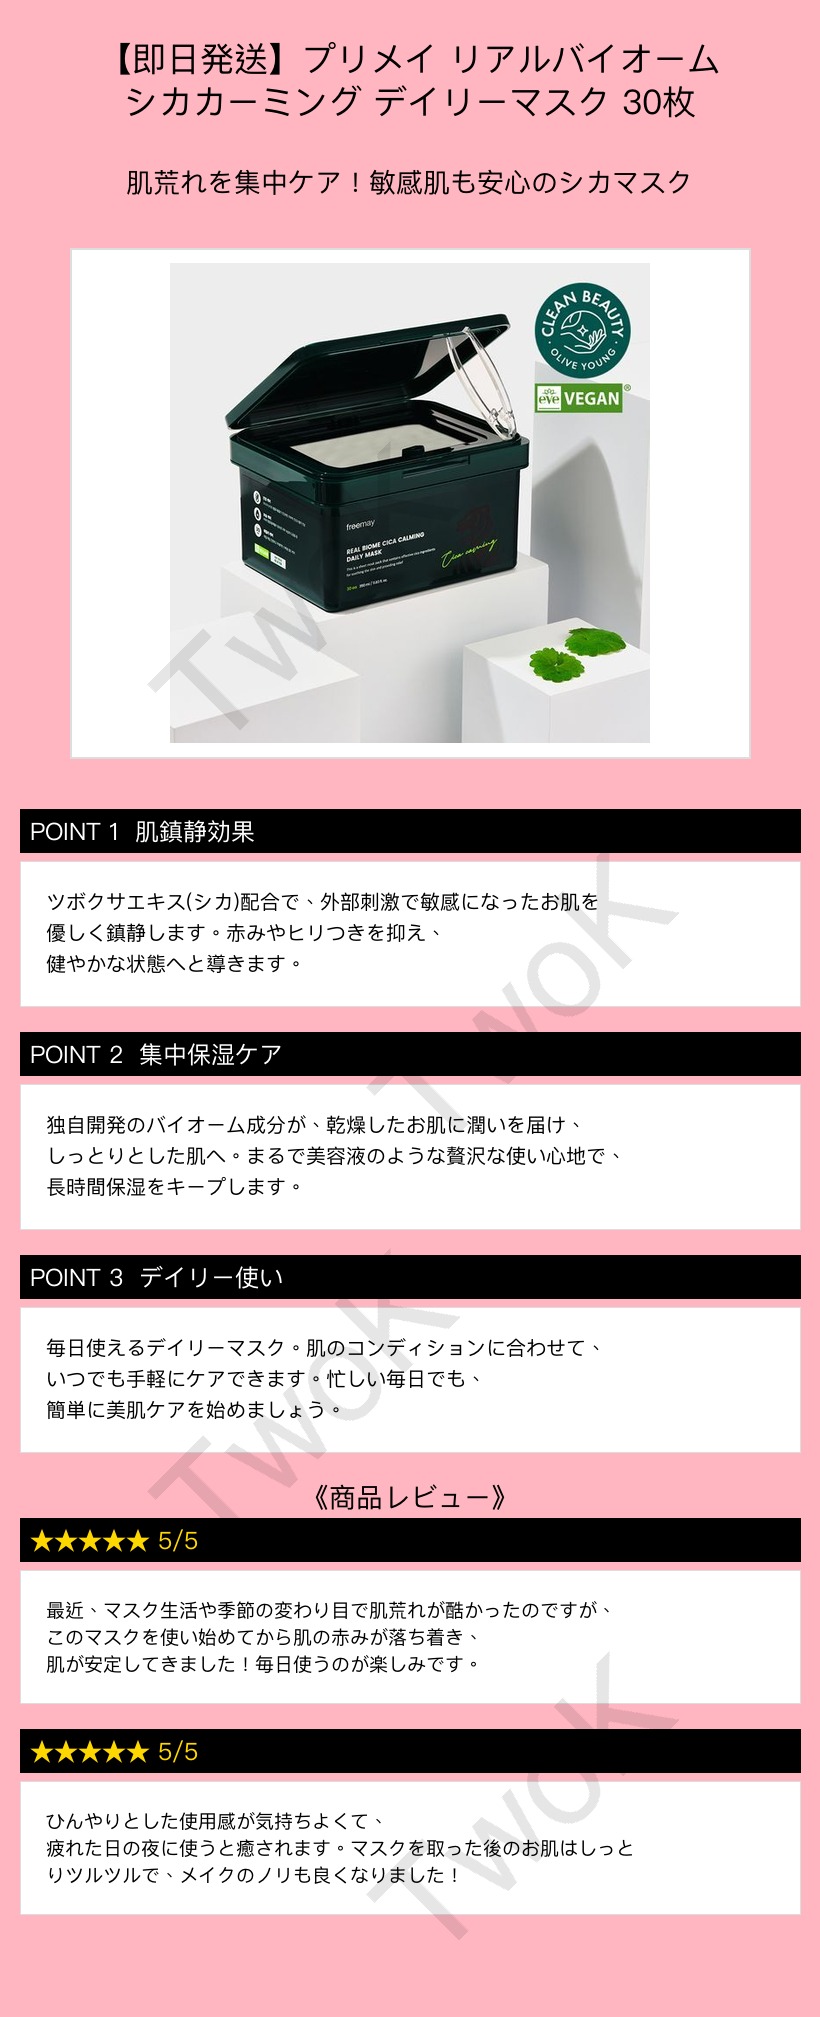 【即日発送】プリメイ リアルバイオーム
シカカーミング デイリーマスク 30枚
肌荒れを集中ケア！敏感肌も安心のシカマスク
CLEAN BEAUTY
OLIVE YOUNG
eve VEGAN®
freemay
REAL BIOME CICA CALMING
DAILY MASK
Cica calming
TwoK
POINT 1 肌鎮静効果
ツボクサエキス(シカ)配合で、外部刺激で敏感になったお肌を
優しく鎮静します。赤みやヒリつきを抑え、
健やかな状態へと導きます。
TwoK
POINT 2 集中保湿ケア
独自開発のバイオーム成分が、乾燥したお肌に潤いを届け、
しっとりとした肌へ。まるで美容液のような贅沢な使い心地で、
長時間保湿をキープします。
POINT 3 デイリー使い
毎日使えるデイリーマスク。肌のコンディションに合わせて、
いつでも手軽にケアできます。忙しい毎日でも、
簡単に美肌ケアを始めましょう。
TwoK
《商品レビュー》
★★★★★ 5/5
最近、マスク生活や季節の変わり目で肌荒れが酷かったのですが、
このマスクを使い始めてから肌の赤みが落ち着き、
肌が安定してきました！毎日使うのが楽しみです。
★★★★★ 5/5
ひんやりとした使用感が気持ちよくて、
疲れた日の夜に使うと癒されます。マスクを取った後のお肌はしっと
りツルツルで、メイクのノリも良くなりました！
TwoK